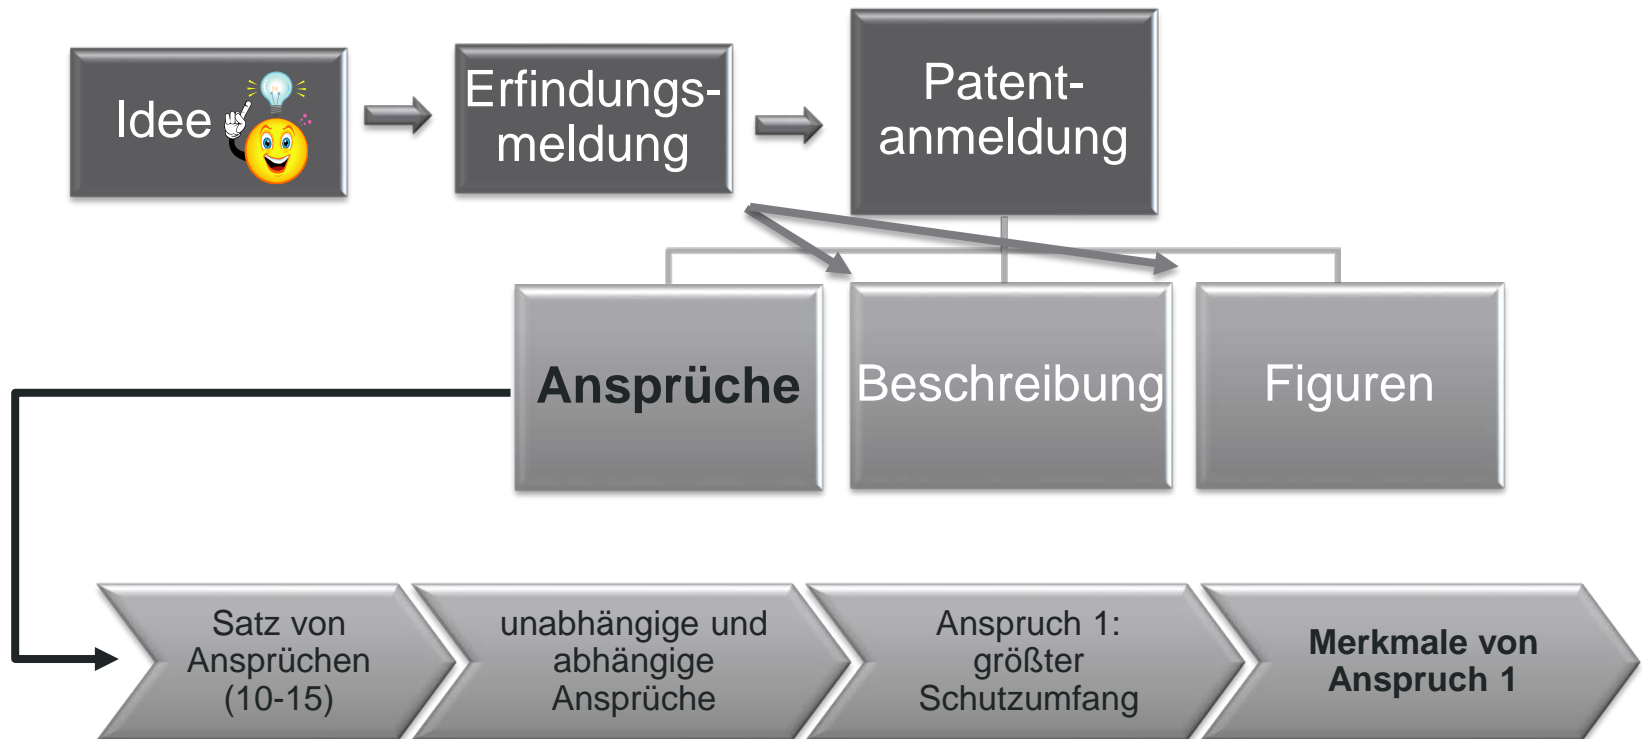 Idee
Erfindungs-
meldung
Patent-
anmeldung
Ansprüche
Beschreibung
Figuren
Satz von
Ansprüchen
(10-15)
unabhängige und
abhängige
Ansprüche
Anspruch 1:
größter
Schutzumfang
Merkmale von
Anspruch 1